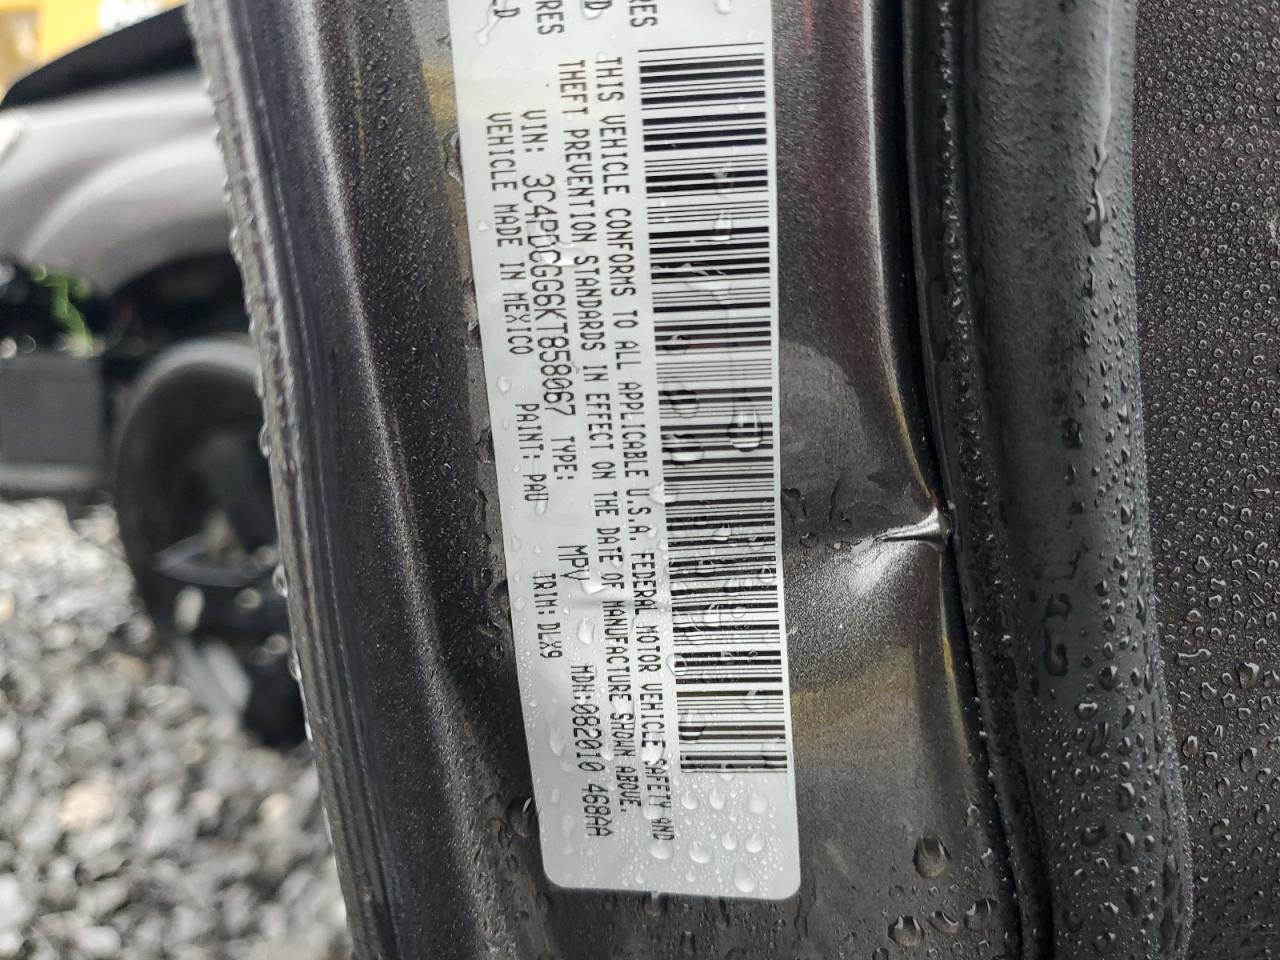 THIS VEHICLE CONFORMS TO ALL APPLICABLE U.S.A. FEDERAL MOTOR VEHICLE SAFETY AND
THEFT PREVENTION STANDARDS IN EFFECT ON THE DATE OF MANUFACTURE SHOWN ABOVE.
VIN: 3C4PDCGG6KT858067 TYPE: MPV MDH:082010 468AA
VEHICLE MADE IN MEXICO PAINT: PAU TRIM: DLX9